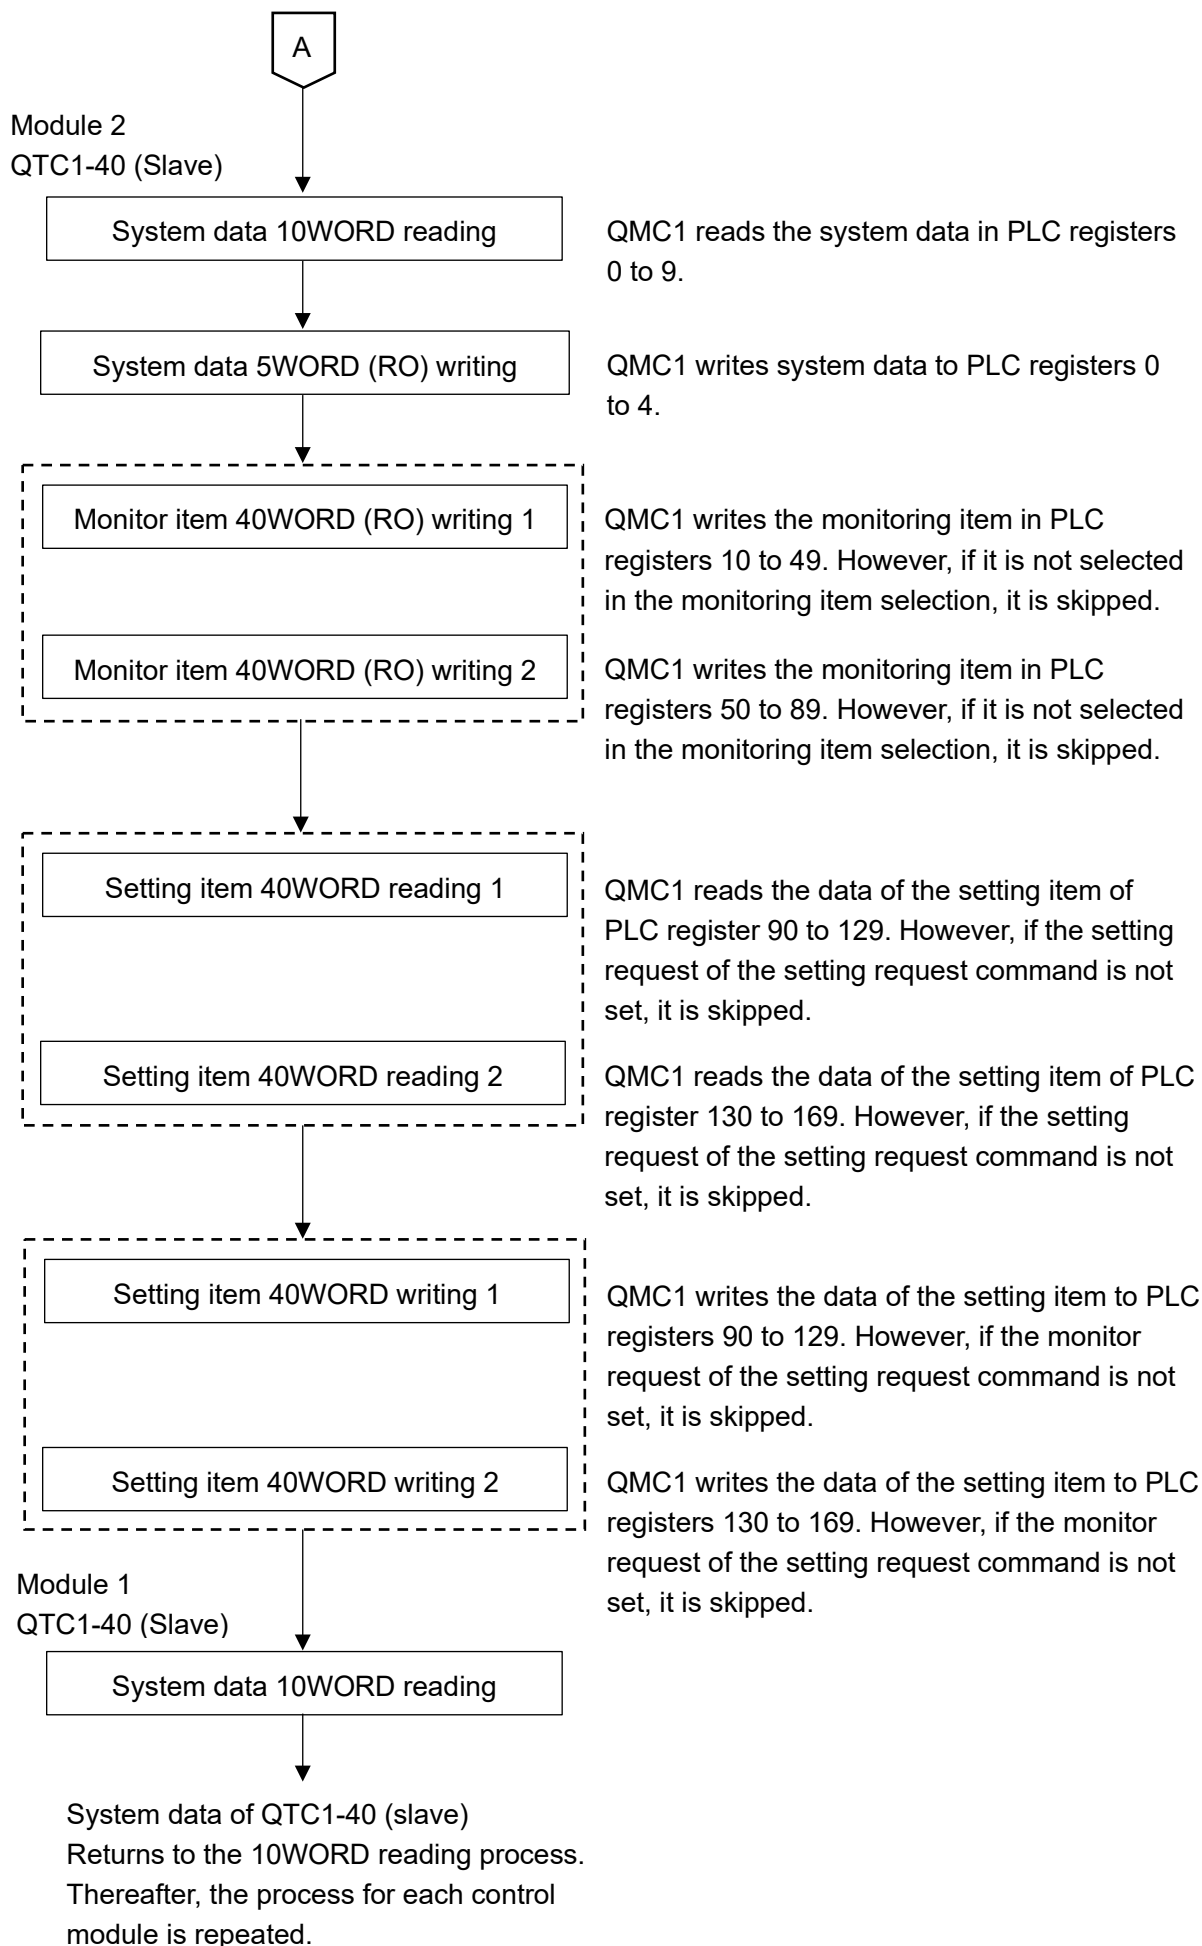 A
Module 2
QTC1-40 (Slave)
System data 10WORD reading
QMC1 reads the system data in PLC registers
0 to 9.
System data 5WORD (RO) writing
QMC1 writes system data to PLC registers 0
to 4.
Monitor item 40WORD (RO) writing 1
QMC1 writes the monitoring item in PLC
registers 10 to 49. However, if it is not selected
in the monitoring item selection, it is skipped.
Monitor item 40WORD (RO) writing 2
QMC1 writes the monitoring item in PLC
registers 50 to 89. However, if it is not selected
in the monitoring item selection, it is skipped.
Setting item 40WORD reading 1
QMC1 reads the data of the setting item of
PLC register 90 to 129. However, if the setting
request of the setting request command is not
set, it is skipped.
Setting item 40WORD reading 2
QMC1 reads the data of the setting item of PLC
register 130 to 169. However, if the setting
request of the setting request command is not
set, it is skipped.
Setting item 40WORD writing 1
QMC1 writes the data of the setting item to PLC
registers 90 to 129. However, if the monitor
request of the setting request command is not
set, it is skipped.
Setting item 40WORD writing 2
QMC1 writes the data of the setting item to PLC
registers 130 to 169. However, if the monitor
request of the setting request command is not
set, it is skipped.
Module 1
QTC1-40 (Slave)
System data 10WORD reading
System data of QTC1-40 (slave)
Returns to the 10WORD reading process.
Thereafter, the process for each control
module is repeated.